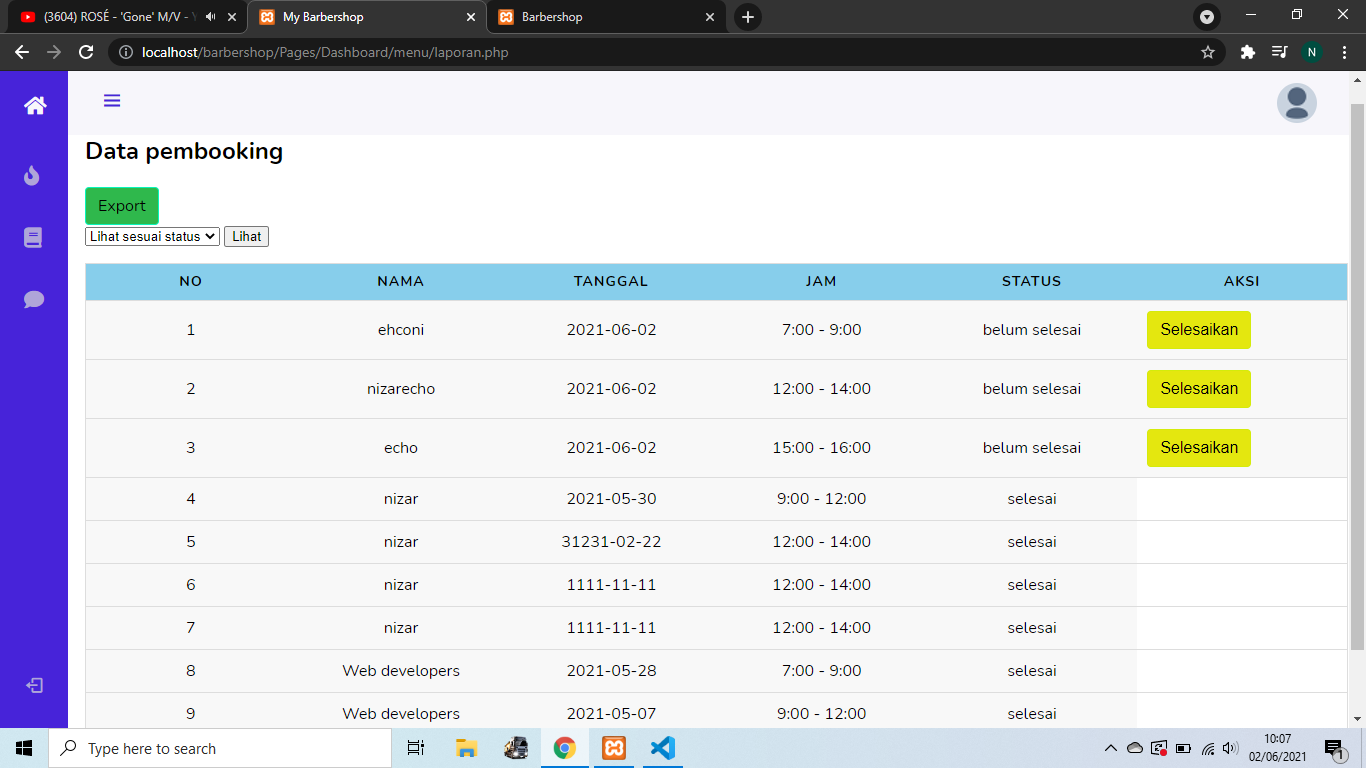 (3604) ROSÉ - 'Gone' M/V -
My Barbershop
Barbershop
localhost/barbershop/Pages/Dashboard/menu/laporan.php
N
Data pembooking
Export
Lihat sesuai status Lihat
NO NAMA TANGGAL JAM STATUS AKSI
1 ehconi 2021-06-02 7:00 - 9:00 belum selesai Selesaikan
2 nizarecho 2021-06-02 12:00 - 14:00 belum selesai Selesaikan
3 echo 2021-06-02 15:00 - 16:00 belum selesai Selesaikan
4 nizar 2021-05-30 9:00 - 12:00 selesai
5 nizar 31231-02-22 12:00 - 14:00 selesai
6 nizar 1111-11-11 12:00 - 14:00 selesai
7 nizar 1111-11-11 12:00 - 14:00 selesai
8 Web developers 2021-05-28 7:00 - 9:00 selesai
9 Web developers 2021-05-07 9:00 - 12:00 selesai
Type here to search
10:07
02/06/2021
1